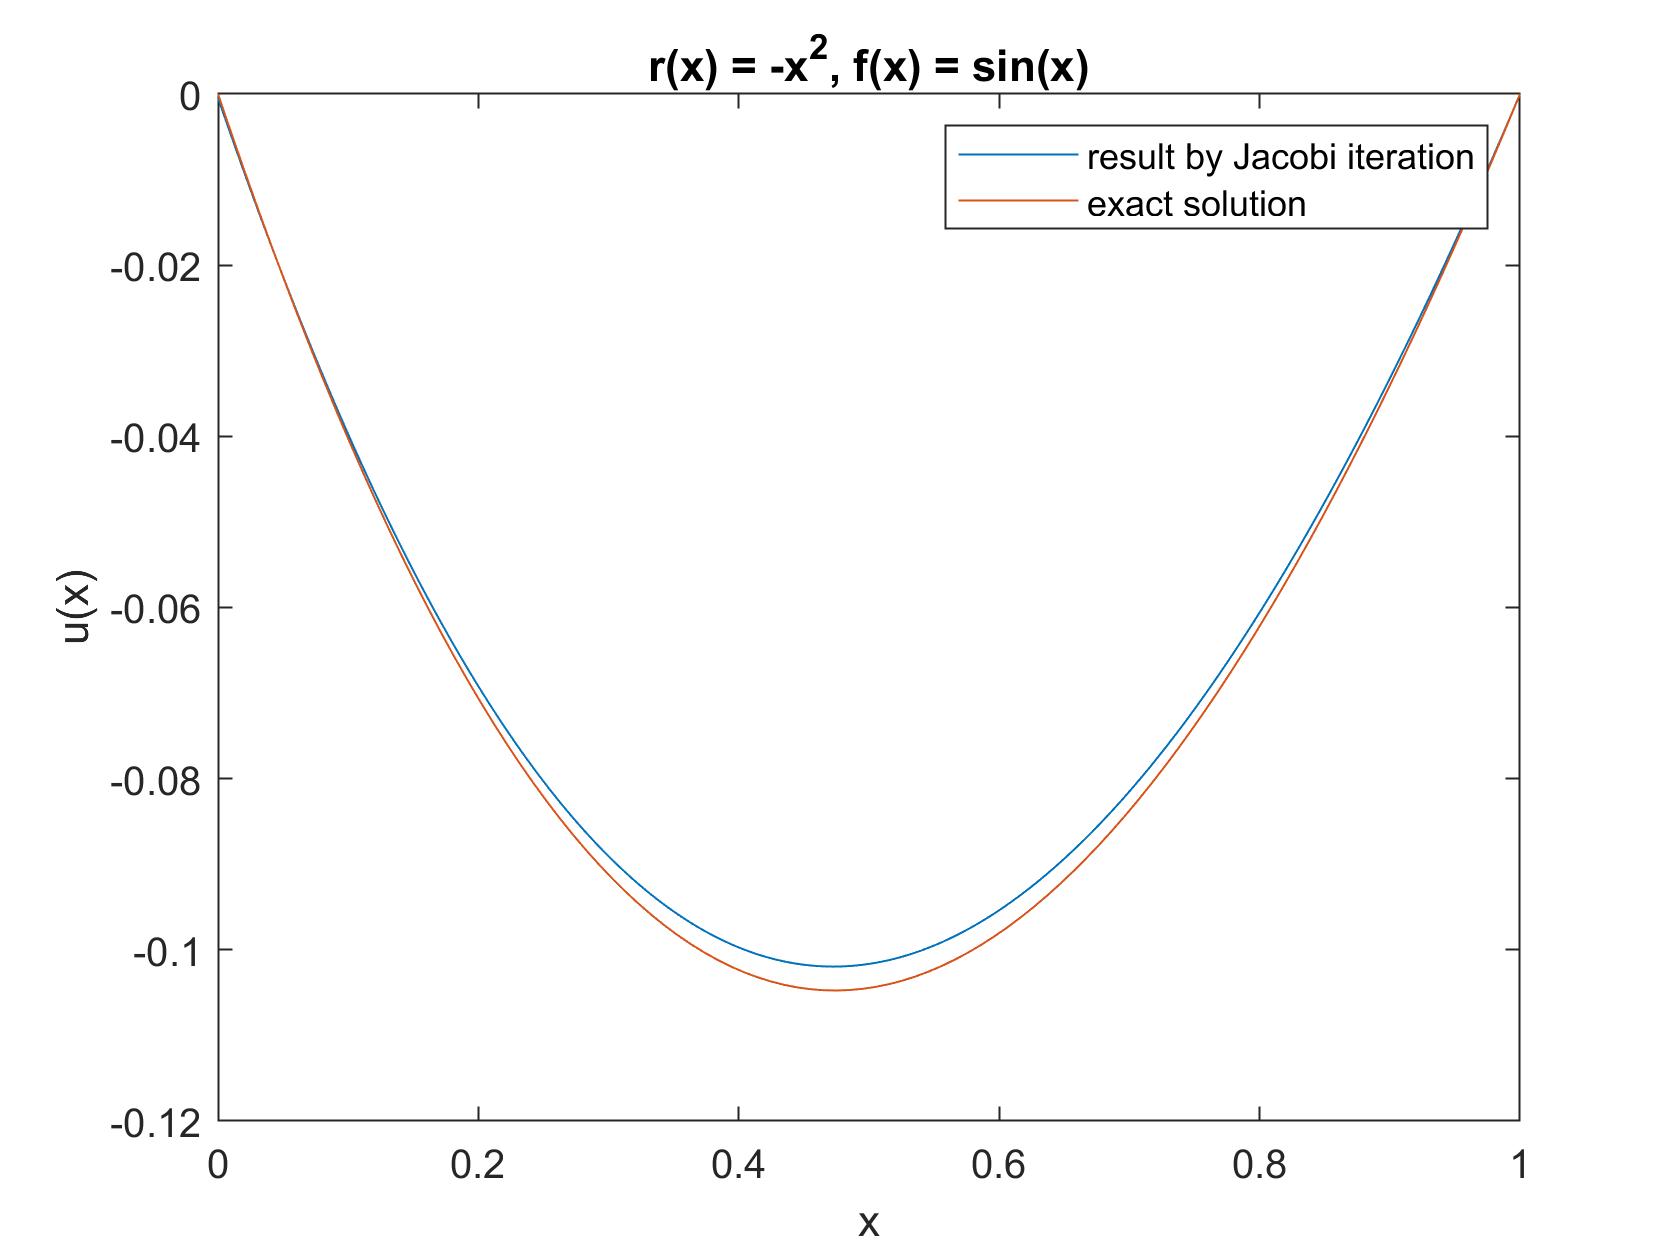 r(x) = -x², f(x) = sin(x)
result by Jacobi iteration
exact solution
0
-0.02
-0.04
-0.06
-0.08
-0.1
-0.12
u(x)
0 0.2 0.4 0.6 0.8 1
x